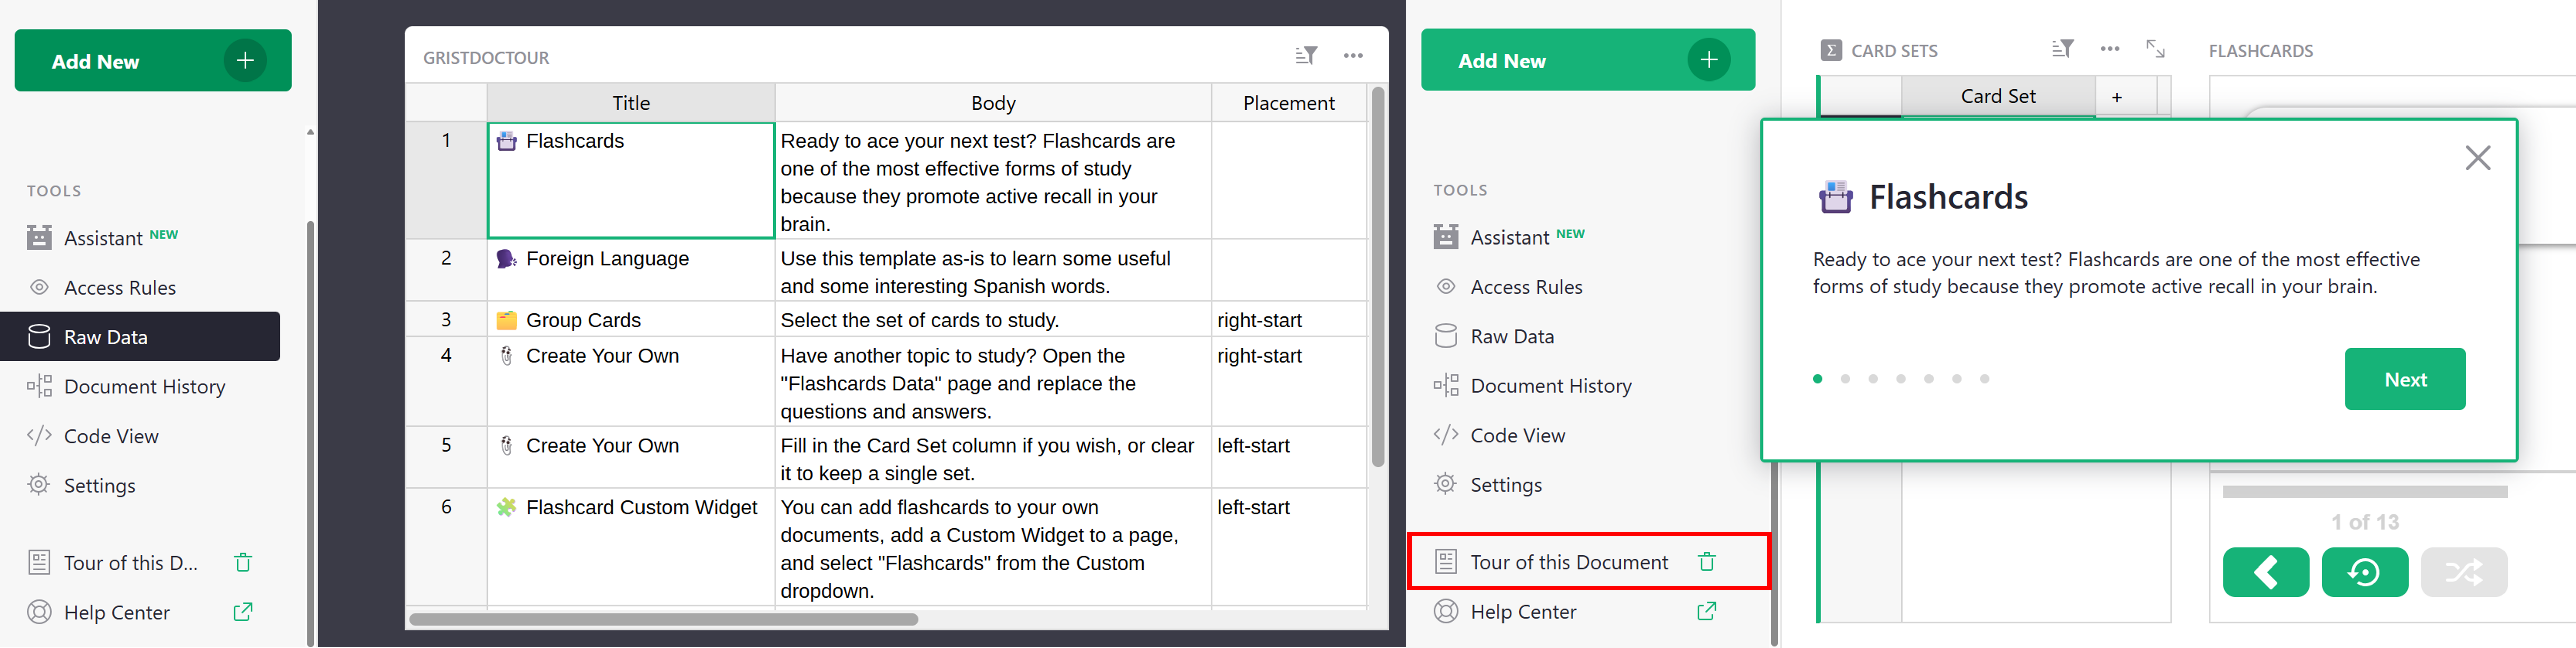 Add New
TOOLS
Assistant NEW
Access Rules
Raw Data
Document History
Code View
Settings
Tour of this D...
Help Center
GRISTDOCTOUR
Title Body Placement
1 Flashcards Ready to ace your next test? Flashcards are
one of the most effective forms of study
because they promote active recall in your
brain.
2 Foreign Language Use this template as-is to learn some useful
and some interesting Spanish words.
3 Group Cards Select the set of cards to study. right-start
4 Create Your Own Have another topic to study? Open the right-start
"Flashcards Data" page and replace the
questions and answers.
5 Create Your Own Fill in the Card Set column if you wish, or clear left-start
it to keep a single set.
6 Flashcard Custom Widget You can add flashcards to your own left-start
documents, add a Custom Widget to a page,
and select "Flashcards" from the Custom
dropdown.
Add New
TOOLS
Assistant NEW
Access Rules
Raw Data
Document History
Code View
Settings
Tour of this Document
Help Center
CARD SETS
Card Set +
FLASHCARDS
Flashcards
Ready to ace your next test? Flashcards are one of the most effective
forms of study because they promote active recall in your brain.
Next
1 of 13